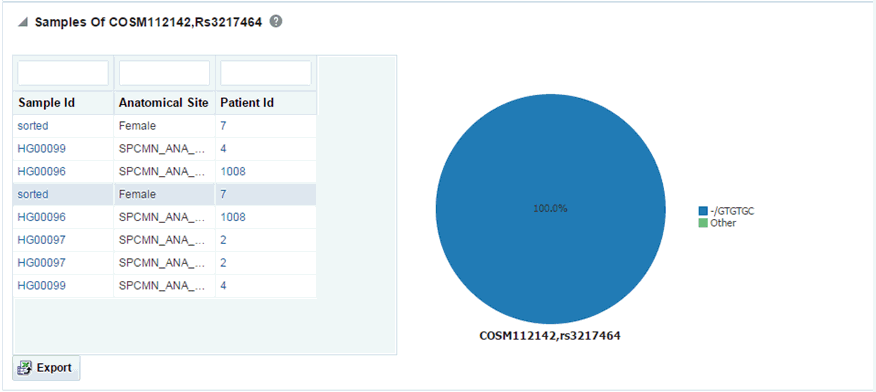 Samples Of COSM112142,Rs3217464
Sample Id Anatomical Site Patient Id
sorted Female 7
HG00099 SPCMN_ANA_... 4
HG00096 SPCMN_ANA_... 1008
sorted Female 7
HG00096 SPCMN_ANA_... 1008
HG00097 SPCMN_ANA_... 2
HG00097 SPCMN_ANA_... 2
HG00099 SPCMN_ANA_... 4
Export
100.0%
COSM112142,rs3217464
-/GTGTGC
Other